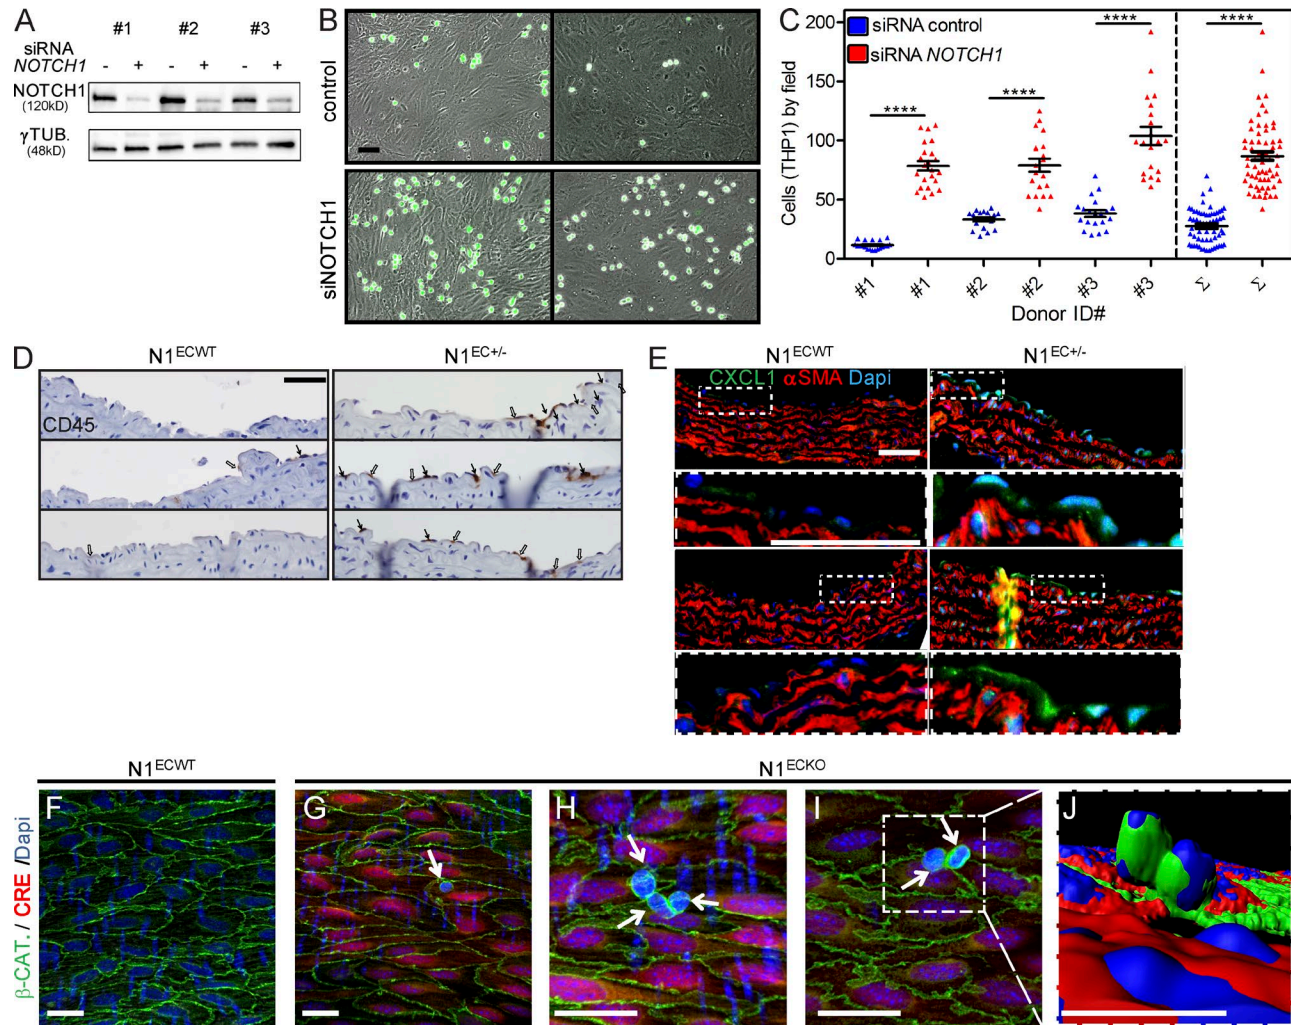 A
#1 #2 #3
siRNA
NOTCH1
- + - + - +
NOTCH1
(120kD)
γTUB.
(48kD)
B
control
siNOTCH1
C
siRNA control
siRNA NOTCH1
**** **** **** ****
Cells (THP1) by field
200
150
100
50
0
#1 #1 #2 #2 #3 #3 Σ Σ
Donor ID#
D
N1ECWT N1EC+/-
CD45
E
N1ECWT N1EC+/-
CXCL1 αSMA Dapi
N1ECWT N1ECKO
β-CAT. / CRE /Dapi
F G H I J